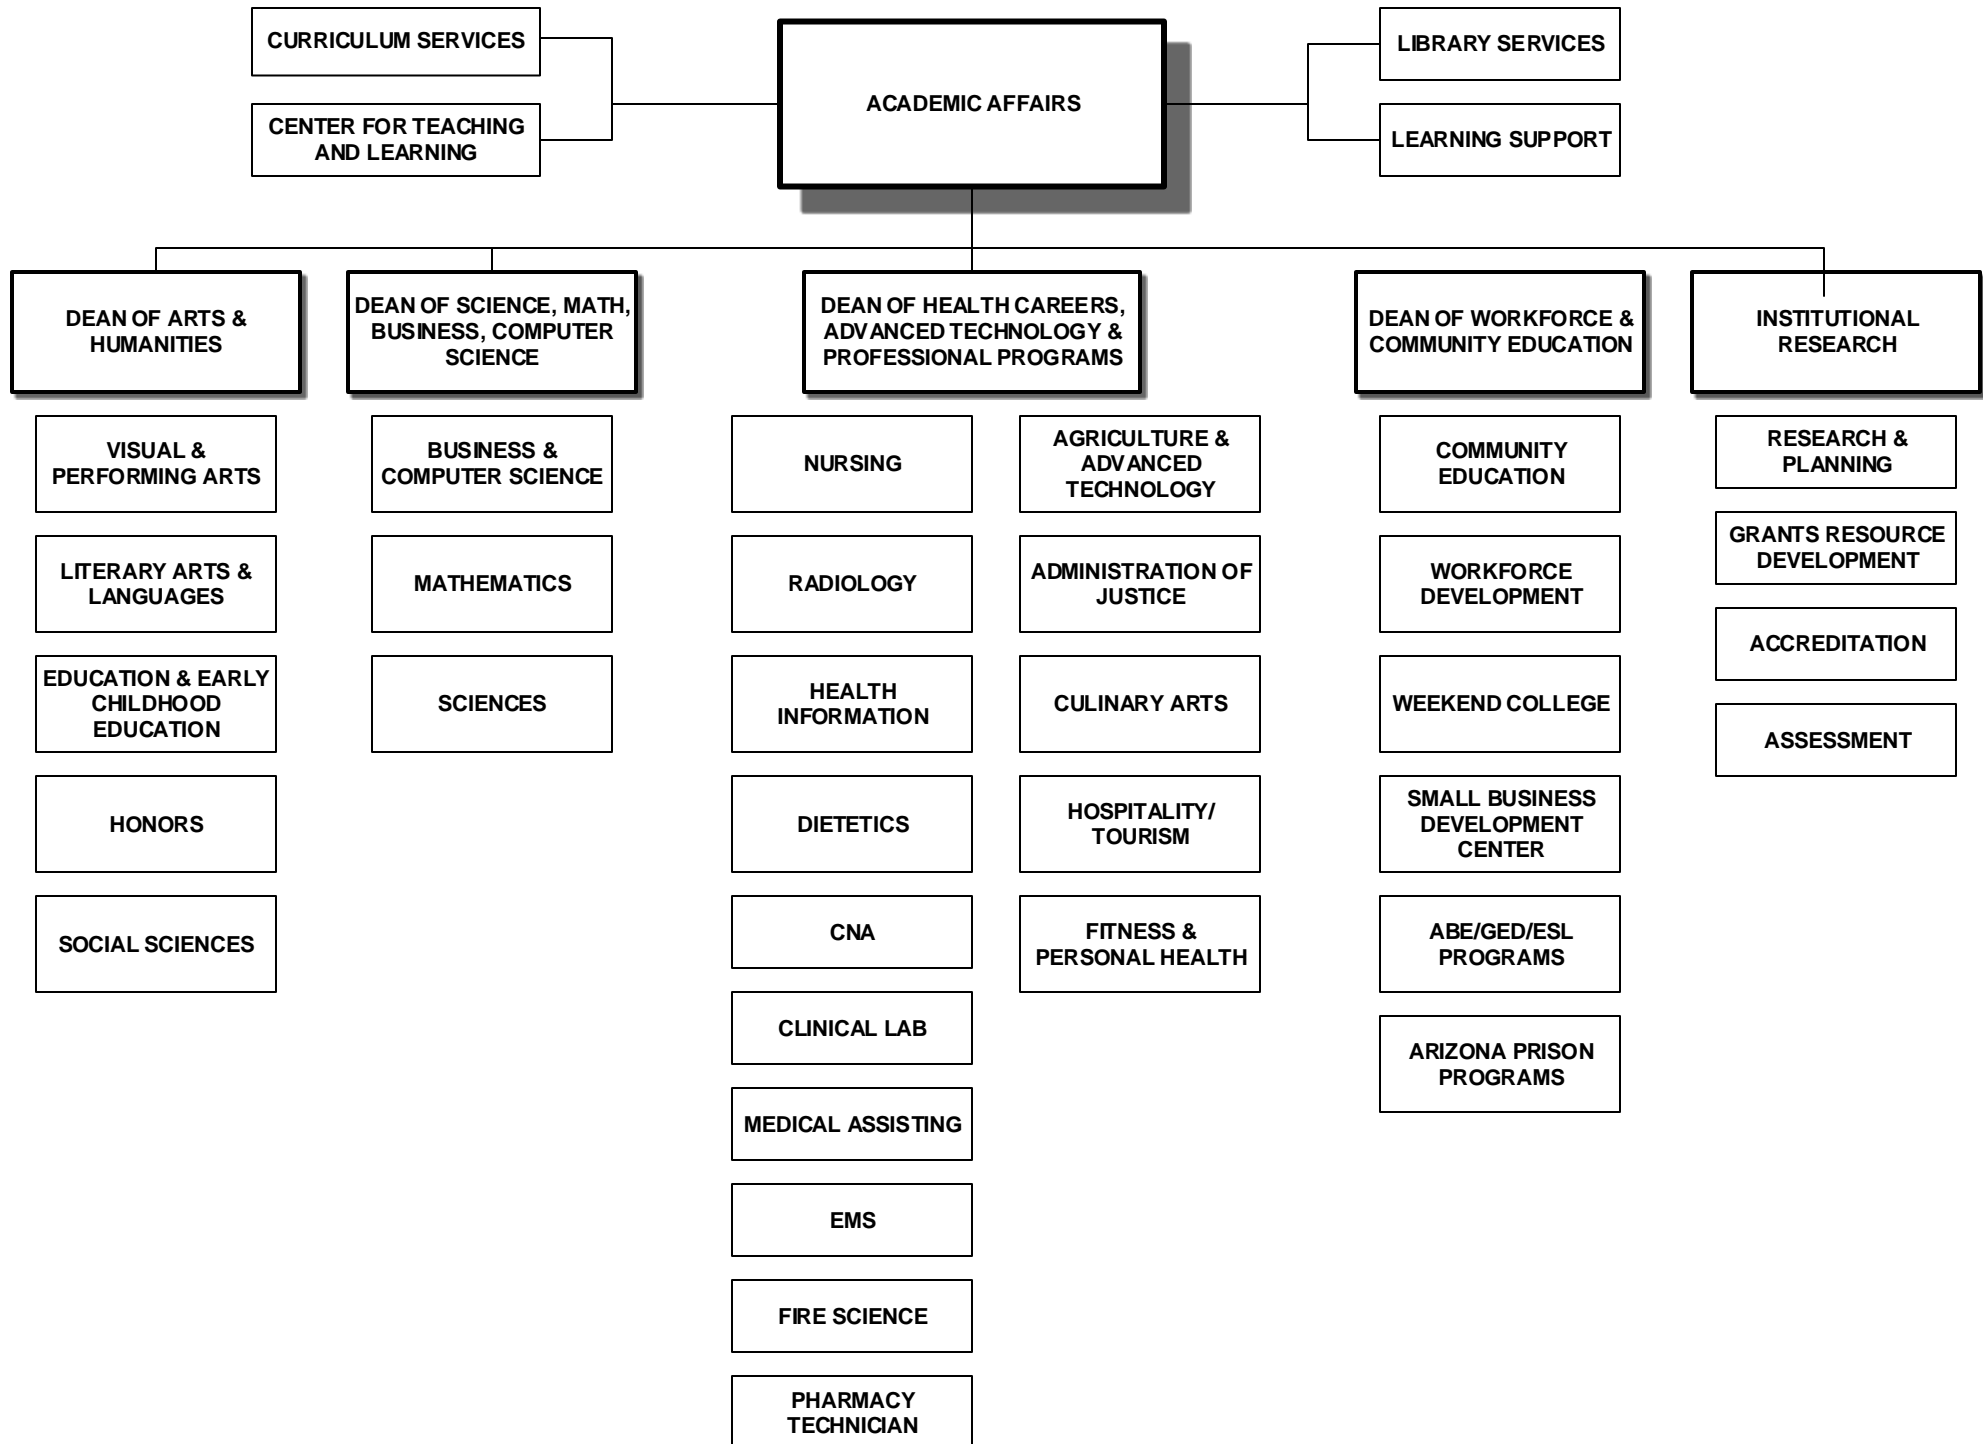 CURRICULUM SERVICES
CENTER FOR TEACHING
AND LEARNING
ACADEMIC AFFAIRS
LIBRARY SERVICES
LEARNING SUPPORT
DEAN OF ARTS &
HUMANITIES
DEAN OF SCIENCE, MATH,
BUSINESS, COMPUTER
SCIENCE
DEAN OF HEALTH CAREERS,
ADVANCED TECHNOLOGY &
PROFESSIONAL PROGRAMS
DEAN OF WORKFORCE &
COMMUNITY EDUCATION
INSTITUTIONAL
RESEARCH
VISUAL &
PERFORMING ARTS
LITERARY ARTS &
LANGUAGES
EDUCATION & EARLY
CHILDHOOD
EDUCATION
HONORS
SOCIAL SCIENCES
BUSINESS &
COMPUTER SCIENCE
MATHEMATICS
SCIENCES
NURSING
RADIOLOGY
HEALTH
INFORMATION
DIETETICS
CNA
CLINICAL LAB
MEDICAL ASSISTING
EMS
FIRE SCIENCE
PHARMACY
TECHNICIAN
AGRICULTURE &
ADVANCED
TECHNOLOGY
ADMINISTRATION OF
JUSTICE
CULINARY ARTS
HOSPITALITY/
TOURISM
FITNESS &
PERSONAL HEALTH
COMMUNITY
EDUCATION
WORKFORCE
DEVELOPMENT
WEEKEND COLLEGE
SMALL BUSINESS
DEVELOPMENT
CENTER
ABE/GED/ESL
PROGRAMS
ARIZONA PRISON
PROGRAMS
RESEARCH &
PLANNING
GRANTS RESOURCE
DEVELOPMENT
ACCREDITATION
ASSESSMENT